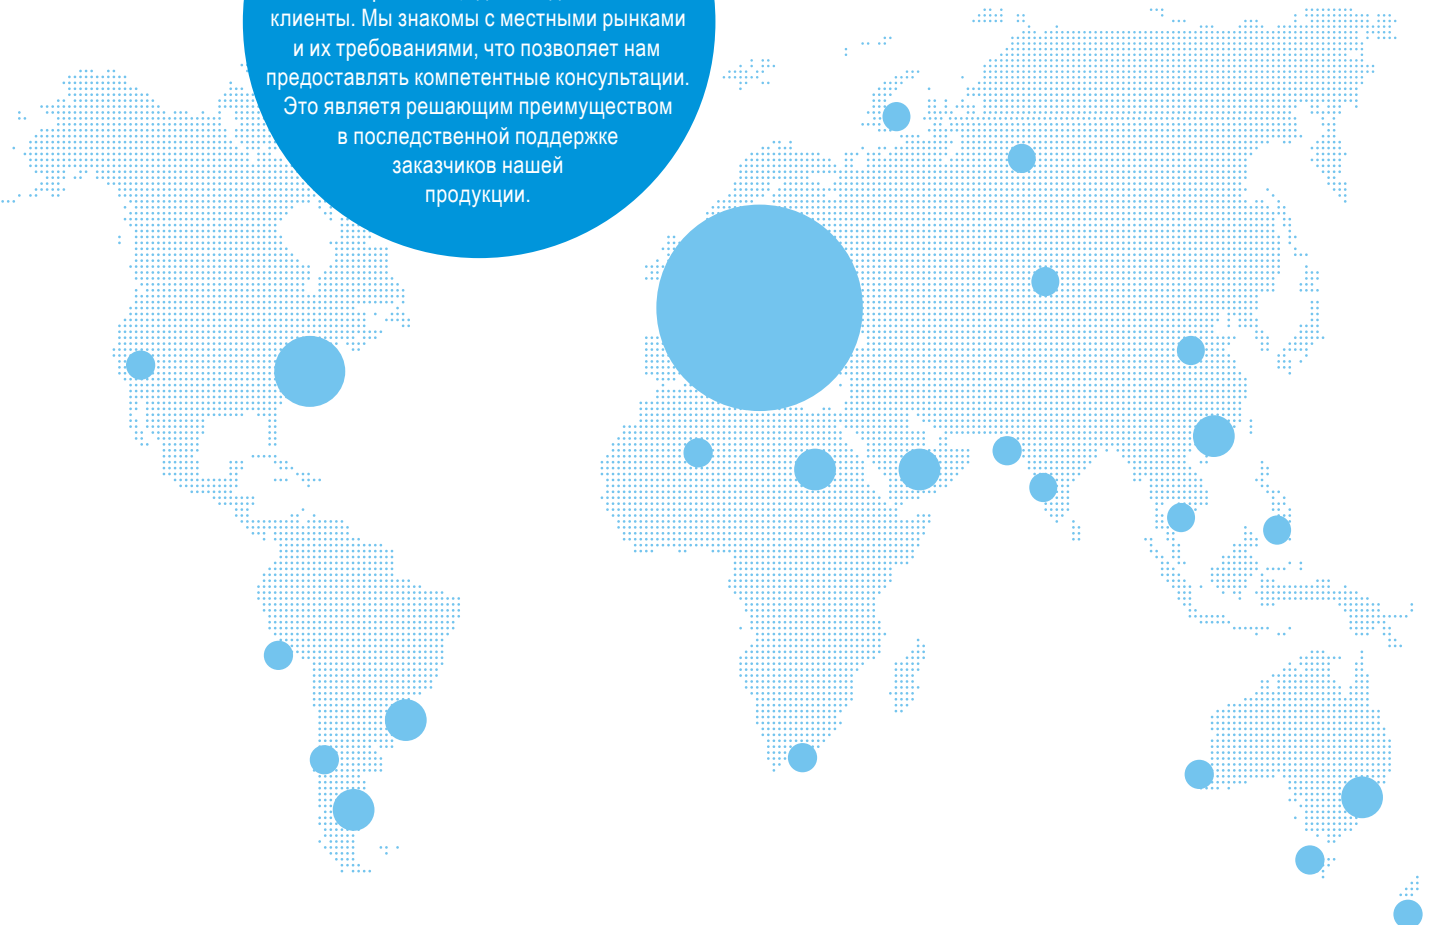 клиенты. Мы знакомы с местными рынками
и их требованиями, что позволяет нам
предоставлять компетентные консультации.
Это являетя решающим преимуществом
в последственной поддержке
заказчиков нашей
продукции.